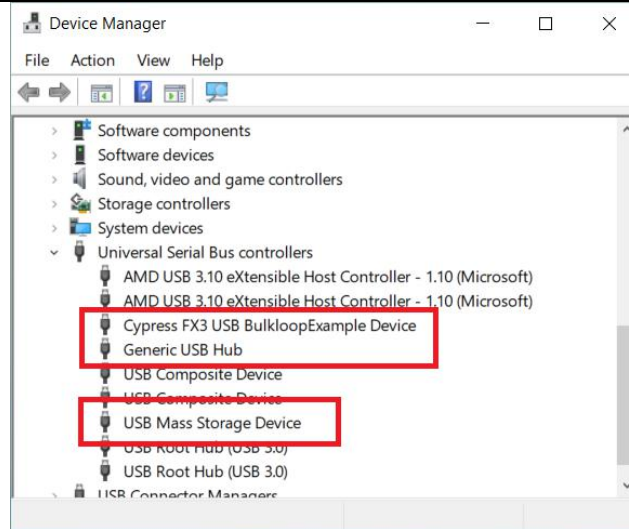 Device Manager
File Action View Help
Software components
Software devices
Sound, video and game controllers
Storage controllers
System devices
Universal Serial Bus controllers
AMD USB 3.10 eXtensible Host Controller - 1.10 (Microsoft)
AMD USB 3.10 eXtensible Host Controller - 1.10 (Microsoft)
Cypress FX3 USB BulkloopExample Device
Generic USB Hub
USB Composite Device
USB Composite Device
USB Mass Storage Device
USB Root Hub (USB 3.0)
USB Root Hub (USB 3.0)
USB Connector Managers